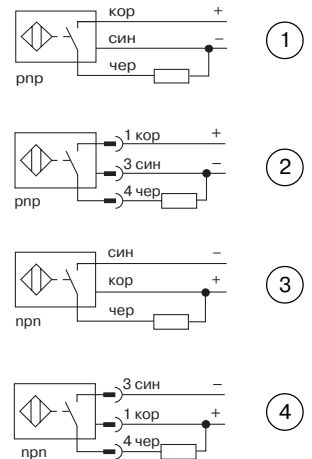 кор +
син –
чер
pnp
1
1 кор +
3 син –
4 чер
pnp
2
син –
кор +
чер
npn
3
3 син –
1 кор +
4 чер
npn
4